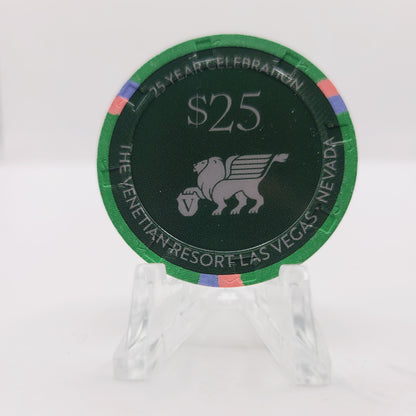 25 YEAR CELEBRATION
$25
V
THE VENETIAN RESORT LAS VEGAS · NEVADA